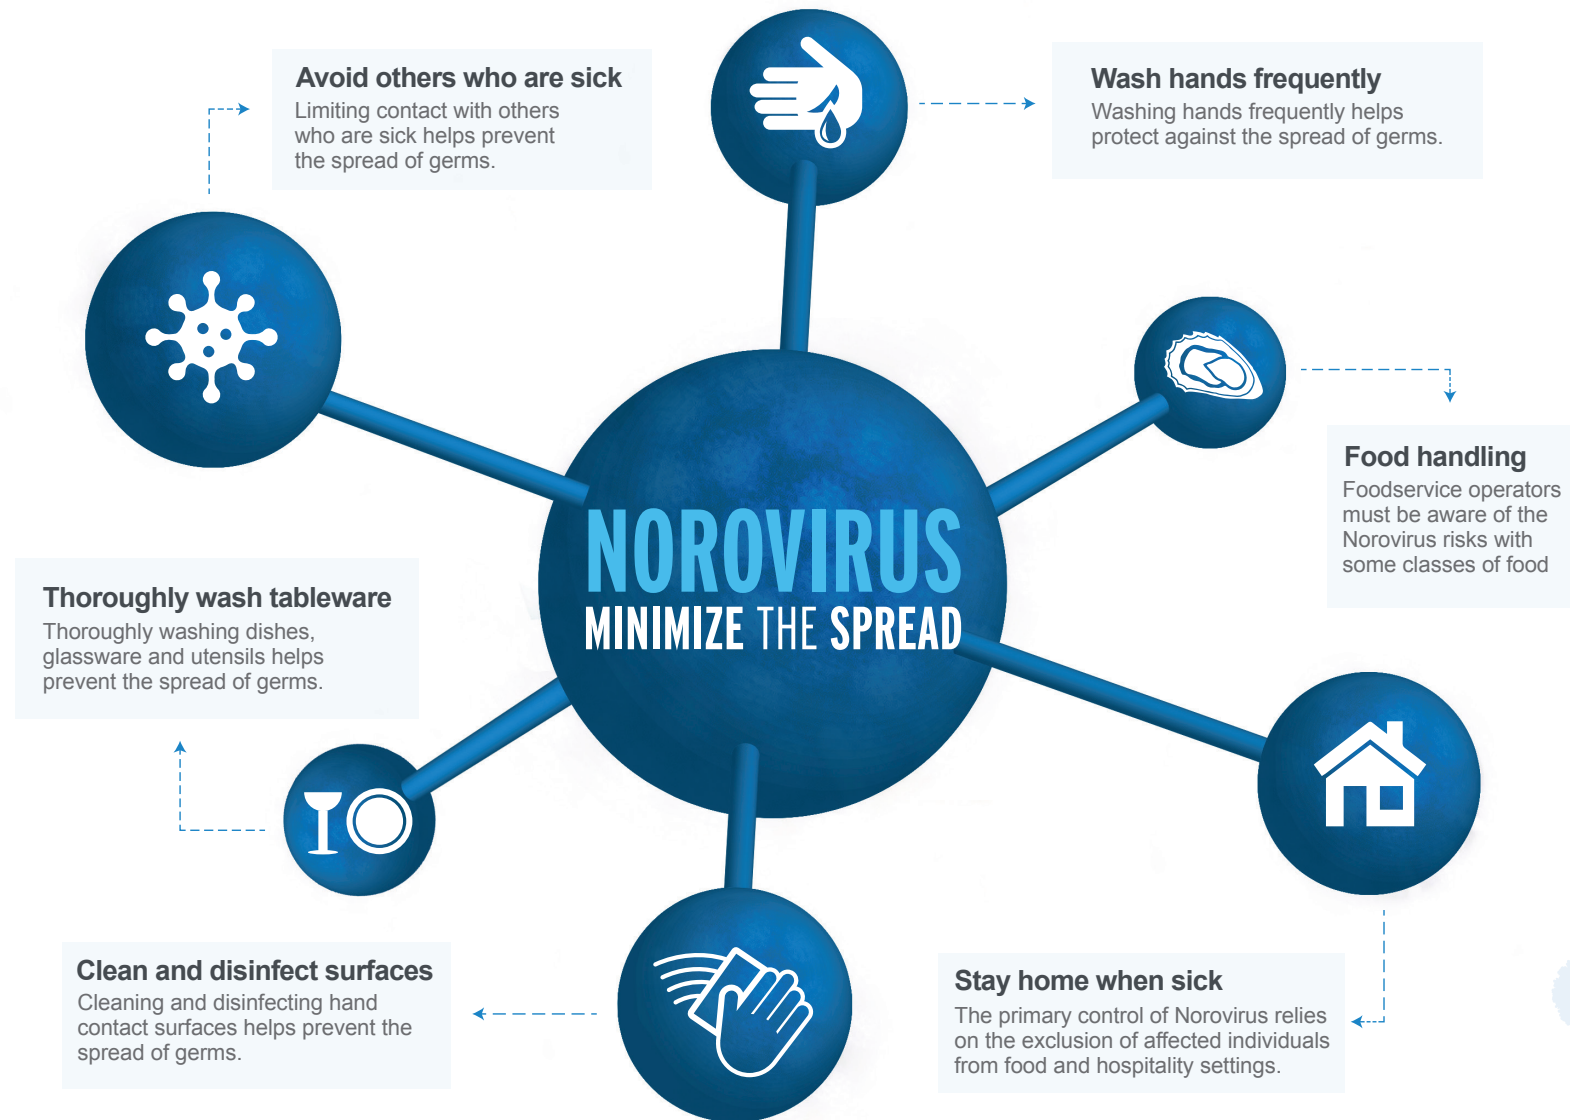 Avoid others who are sick
Limiting contact with others
who are sick helps prevent
the spread of germs.
Wash hands frequently
Washing hands frequently helps
protect against the spread of germs.
Food handling
Foodservice operators
must be aware of the
Norovirus risks with
some classes of food
NOROVIRUS
MINIMIZE THE SPREAD
Thoroughly wash tableware
Thoroughly washing dishes,
glassware and utensils helps
prevent the spread of germs.
Clean and disinfect surfaces
Cleaning and disinfecting hand
contact surfaces helps prevent the
spread of germs.
Stay home when sick
The primary control of Norovirus relies
on the exclusion of affected individuals
from food and hospitality settings.